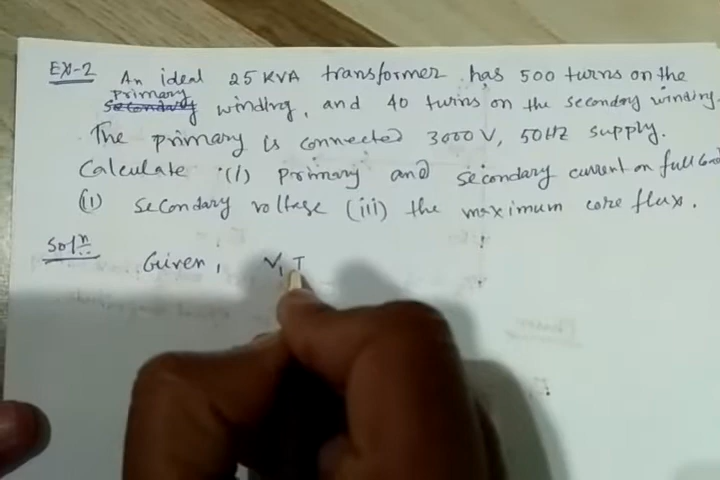 Ex-2 An ideal 25 KVA transformer has 500 turns on the
primary
secondary winding, and 40 turns on the secondary winding.
The primary is connected 3000 V, 50HZ supply.
Calculate (i) primary and secondary current on full load
(ii) secondary voltage (iii) the maximum core flux.
Soln Given, V1 I